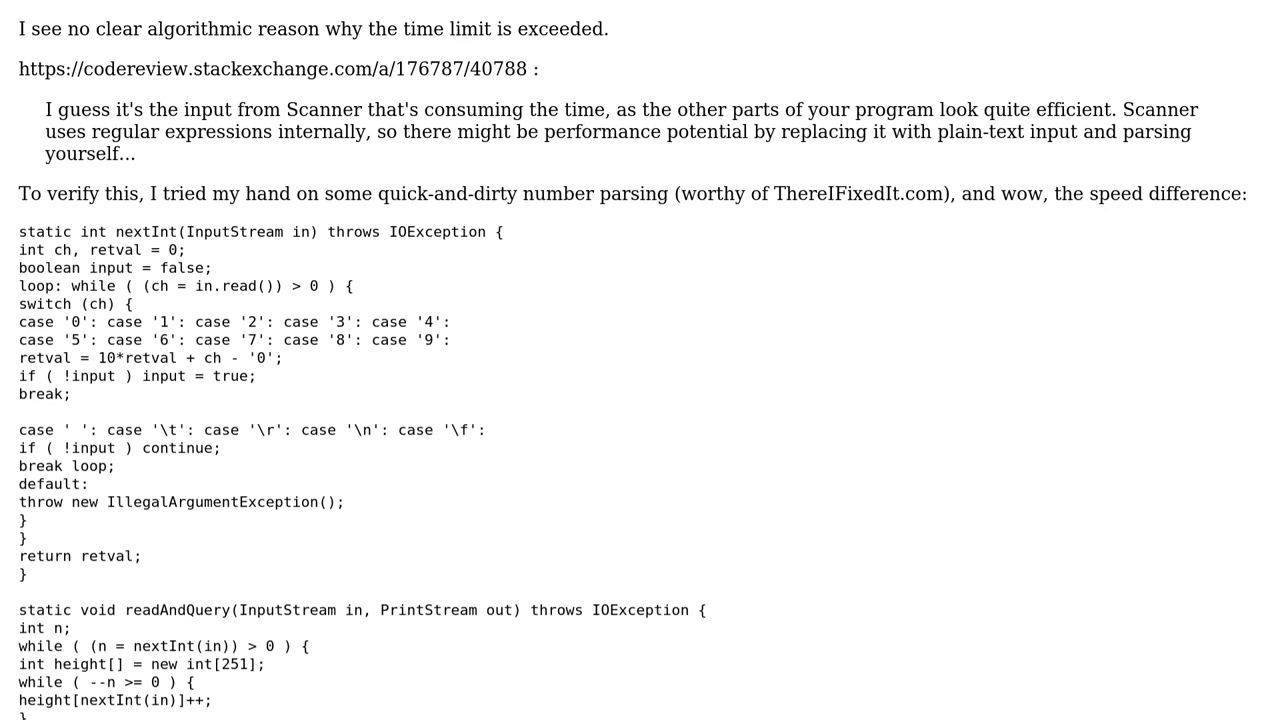 I see no clear algorithmic reason why the time limit is exceeded.
https://codereview.stackexchange.com/a/176787/40788 :
I guess it's the input from Scanner that's consuming the time, as the other parts of your program look quite efficient. Scanner
uses regular expressions internally, so there might be performance potential by replacing it with plain-text input and parsing
yourself...
To verify this, I tried my hand on some quick-and-dirty number parsing (worthy of ThereIFixedIt.com), and wow, the speed difference:
static int nextInt(InputStream in) throws IOException {
int ch, retval = 0;
boolean input = false;
loop: while ( (ch = in.read()) > 0 ) {
switch (ch) {
case '0': case '1': case '2': case '3': case '4':
case '5': case '6': case '7': case '8': case '9':
retval = 10*retval + ch - '0';
if ( !input ) input = true;
break;
case ' ': case '\t': case '\r': case '\n': case '\f':
if ( !input ) continue;
break loop;
default:
throw new IllegalArgumentException();
}
}
return retval;
}
static void readAndQuery(InputStream in, PrintStream out) throws IOException {
int n;
while ( (n = nextInt(in)) > 0 ) {
int height[] = new int[251];
while ( --n >= 0 ) {
height[nextInt(in)]++;
}